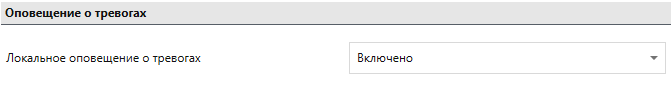 Оповещение о тревогах
Локальное оповещение о тревогах Включено